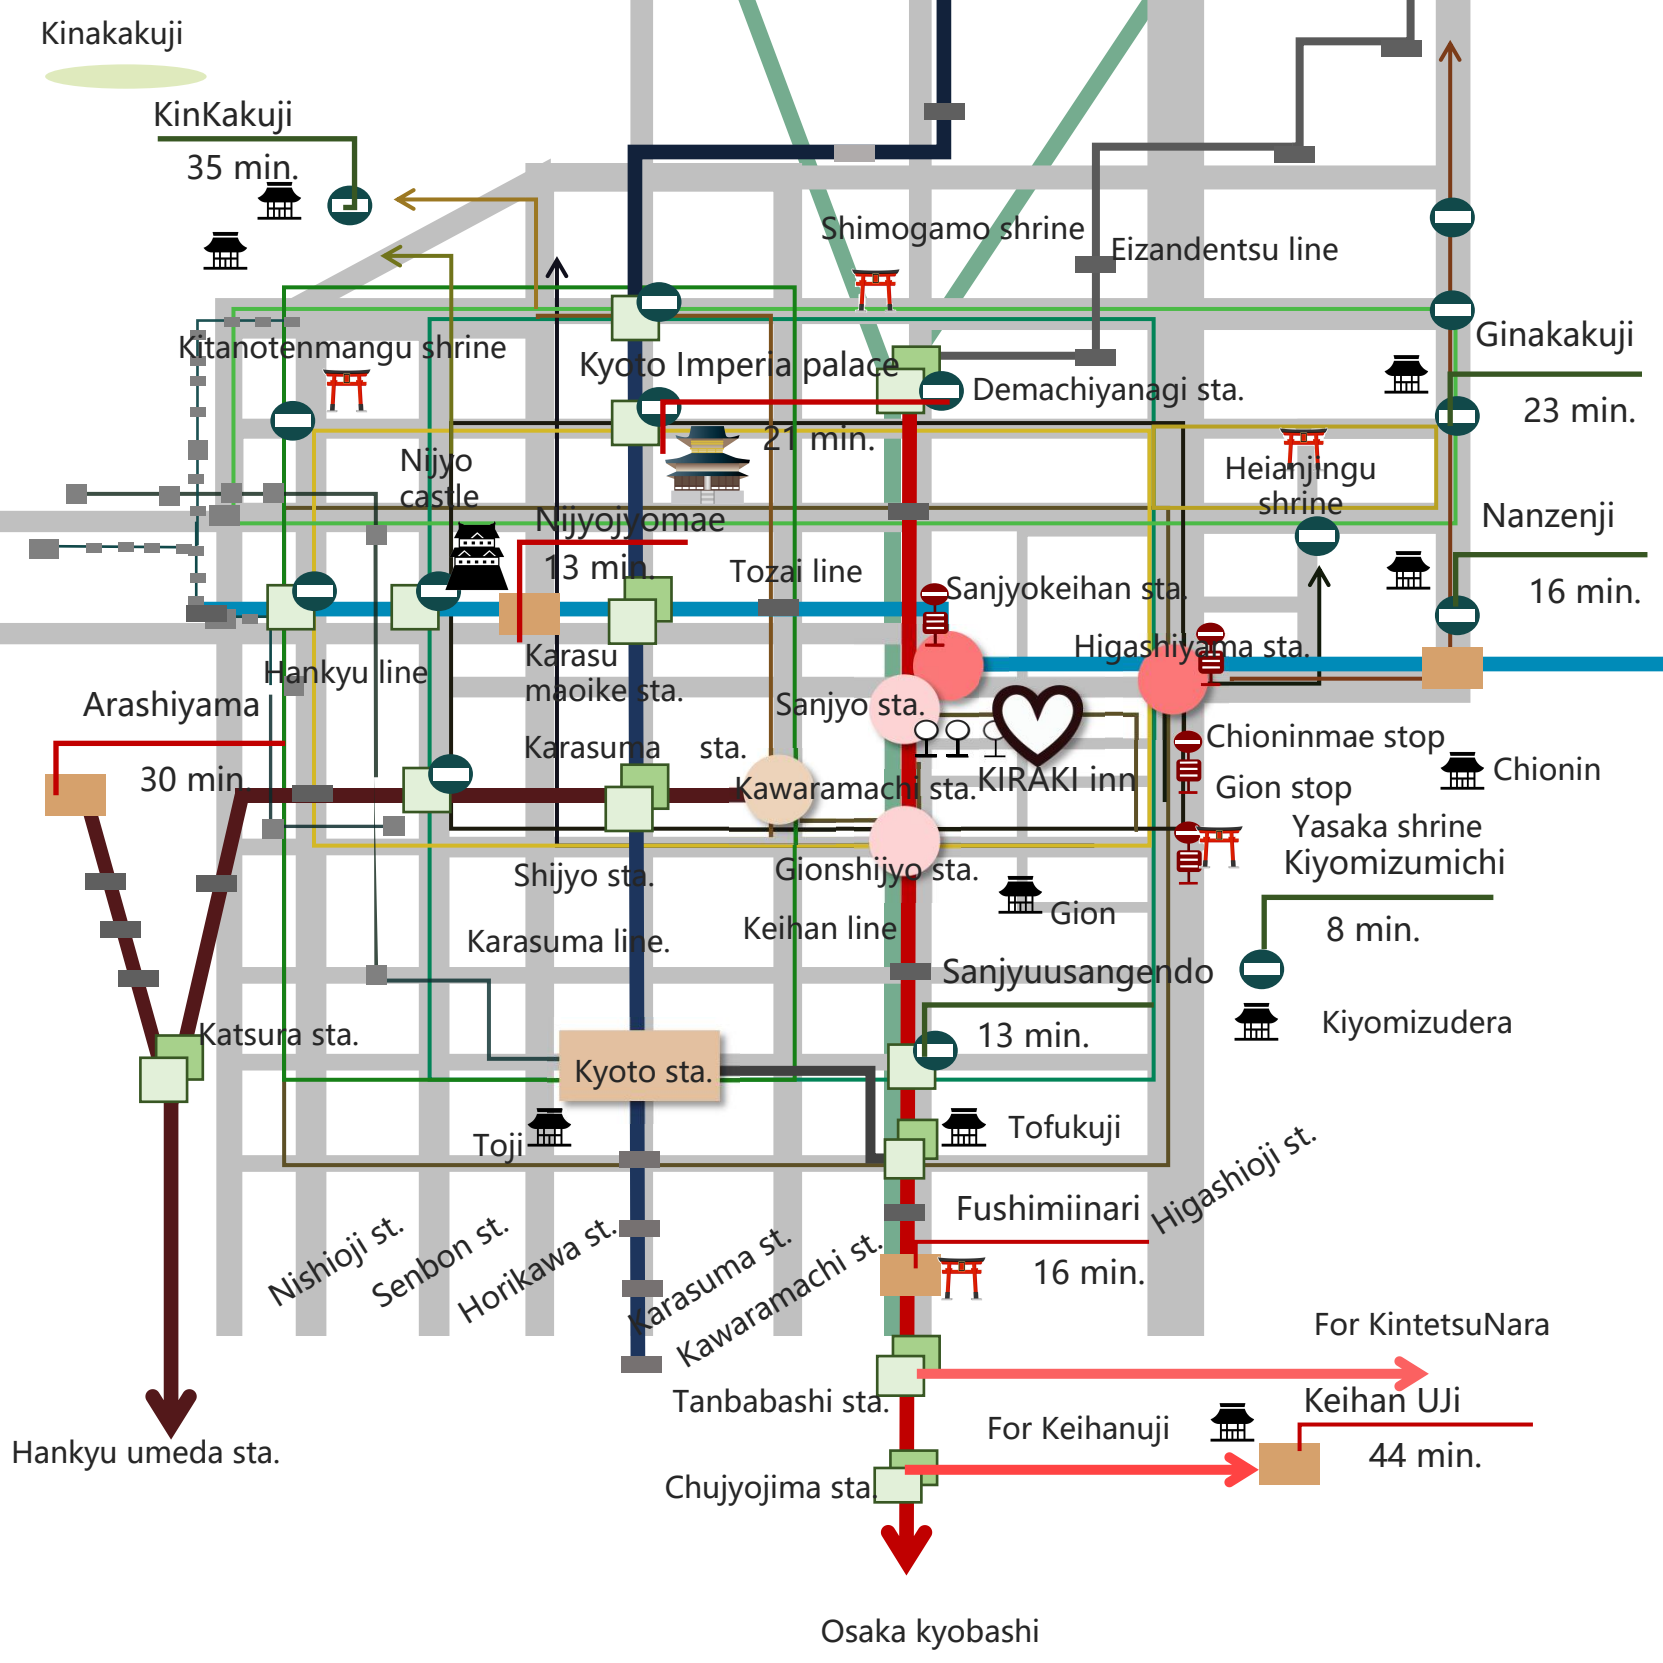 Kinakakuji
KinKakuji
35 min.
Shimogamo shrine
Eizandentsu line
Kitanotenmangu shrine
Kyoto Imperia palace
21 min.
Demachiyanagi sta.
Ginakakuji
23 min.
Nijyo
castle
Heianjingu
shrine
Nijyojyomae
13 min.
Tozai line
Nanzenji
16 min.
Sanjyokeihan sta.
Higashiyama sta.
Hankyu line
Karasu
maoike sta.
Arashiyama
30 min.
Sanjyo sta.
Karasuma sta.
Kawaramachi sta.
KIRAKI inn
Chioninmae stop
Gion stop
Chionin
Yasaka shrine
Kiyomizumichi
8 min.
Shijyo sta.
Gionshijyo sta.
Gion
Karasuma line.
Keihan line
Sanjyuusangendo
13 min.
Kiyomizudera
Katsura sta.
Kyoto sta.
Toji
Tofukuji
Fushimiinari
16 min.
Nishioji st.
Senbon st.
Horikawa st.
Karasuma st.
Kawaramachi st.
Higashioji st.
For KintetsuNara
Tanbabashi sta.
Keihan UJi
44 min.
For Keihanuji
Hankyu umeda sta.
Chujyojima sta.
Osaka kyobashi